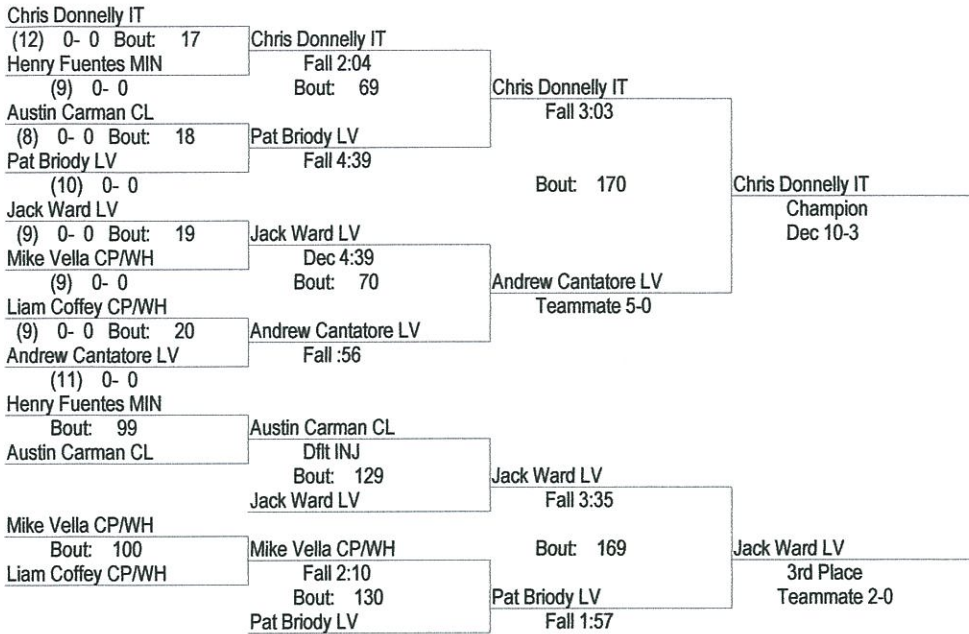 Chris Donnelly IT
(12) 0- 0 Bout: 17
Chris Donnelly IT
Henry Fuentes MIN
Fall 2:04
(9) 0- 0
Bout: 69
Chris Donnelly IT
Austin Carman CL
Fall 3:03
(8) 0- 0 Bout: 18
Pat Briody LV
Pat Briody LV
Fall 4:39
(10) 0- 0
Bout: 170
Chris Donnelly IT
Jack Ward LV
Champion
(9) 0- 0 Bout: 19
Jack Ward LV
Dec 10-3
Mike Vella CP/WH
Dec 4:39
(9) 0- 0
Bout: 70
Andrew Cantatore LV
Liam Coffey CP/WH
Teammate 5-0
(9) 0- 0 Bout: 20
Andrew Cantatore LV
Andrew Cantatore LV
Fall :56
(11) 0- 0
Henry Fuentes MIN
Bout: 99
Austin Carman CL
Austin Carman CL
Dflt INJ
Bout: 129
Jack Ward LV
Jack Ward LV
Fall 3:35
Mike Vella CP/WH
Bout: 100
Mike Vella CP/WH
Bout: 169
Jack Ward LV
Liam Coffey CP/WH
Fall 2:10
3rd Place
Bout: 130
Pat Briody LV
Teammate 2-0
Pat Briody LV
Fall 1:57